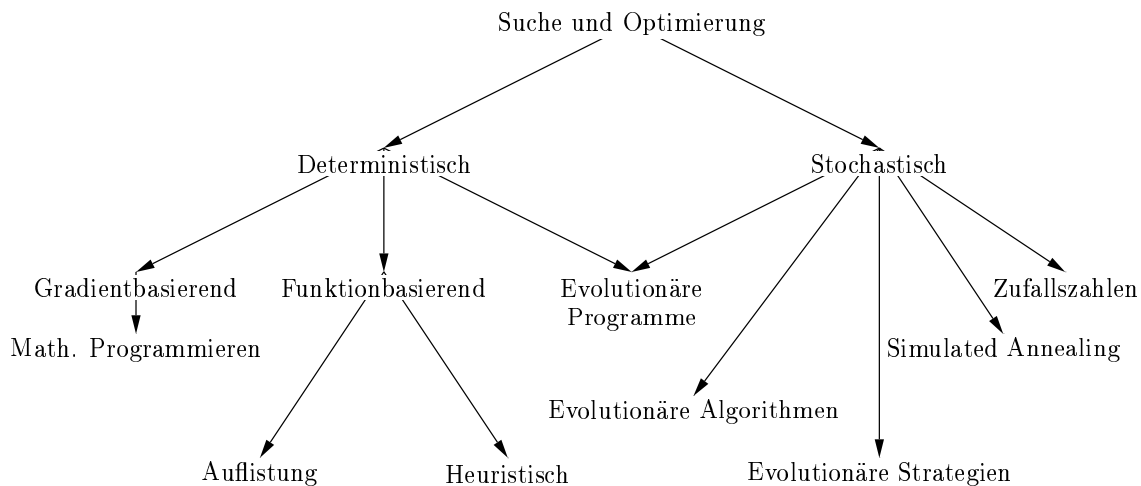 Suche und Optimierung
Deterministisch
Stochastisch
Gradientbasierend
Funktionbasierend
Evolutionäre
Programme
Zufallszahlen
Math. Programmieren
Simulated Annealing
Evolutionäre Algorithmen
Auflistung
Heuristisch
Evolutionäre Strategien